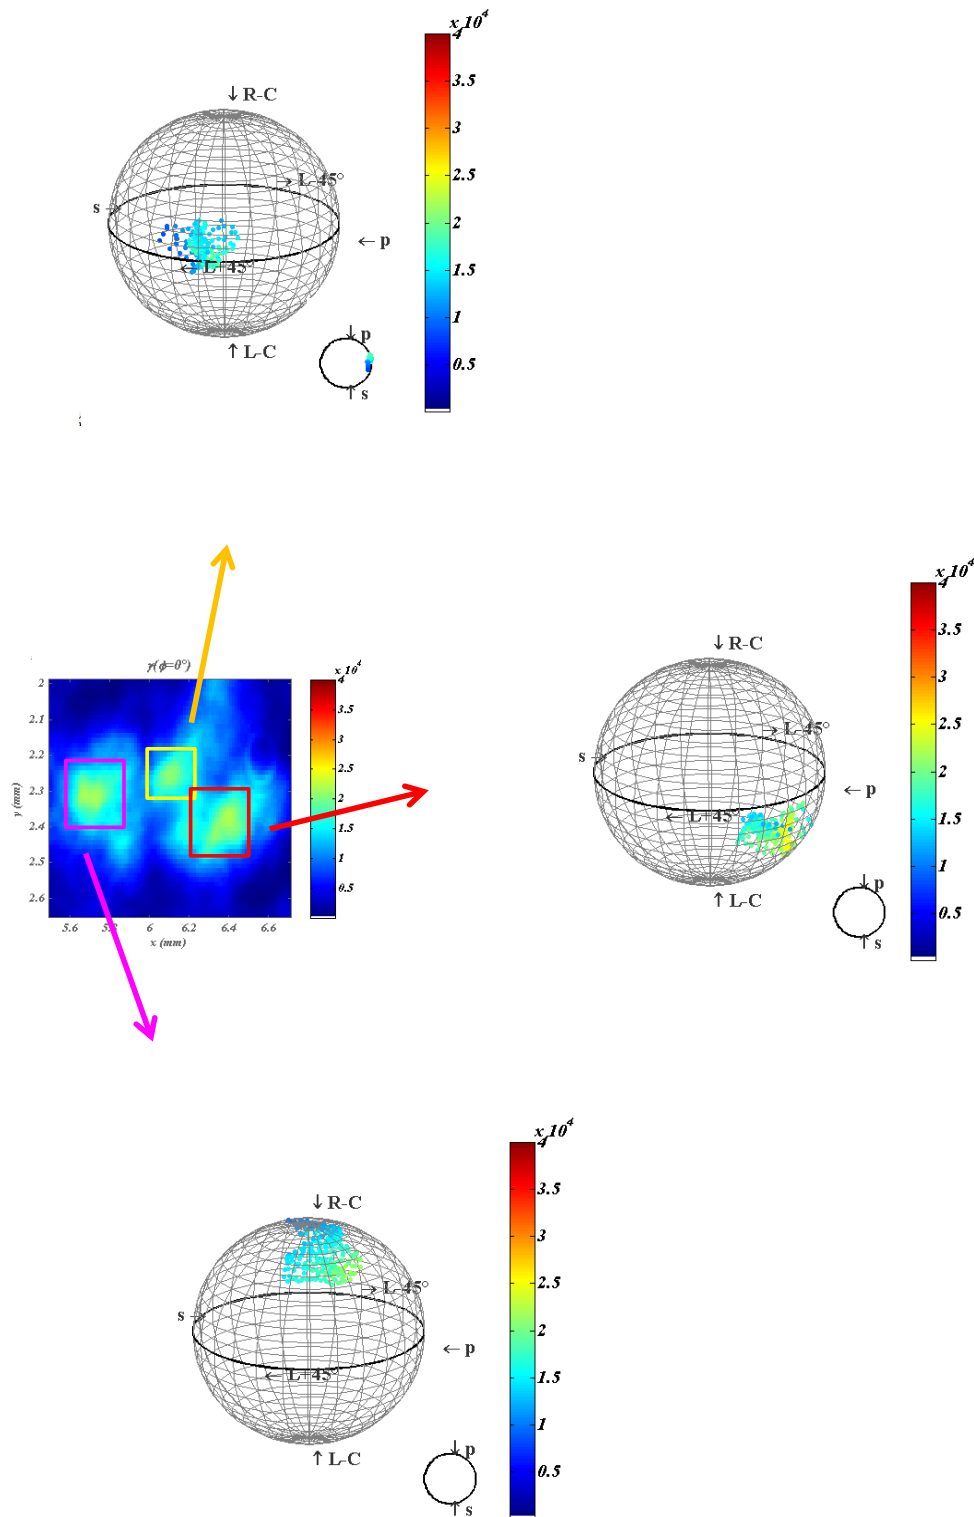 x 10⁴
4
3.5
3
2.5
2
1.5
1
0.5
↓ R-C
L-45°
s
← p
L+45°
↑ L-C
p
s
γ(ϕ=0°)
x 10⁴
4
3.5
3
2.5
2
1.5
1
0.5
2
2.1
2.2
2.3
2.4
2.5
2.6
y (mm)
5.6 5.8 6 6.2 6.4 6.6
x (mm)
x 10⁴
4
3.5
3
2.5
2
1.5
1
0.5
↓ R-C
L-45°
s
← p
← L+45°
↑ L-C
p
s
x 10⁴
4
3.5
3
2.5
2
1.5
1
0.5
↓ R-C
L-45°
s
← p
← L+45°
↑ L-C
p
s